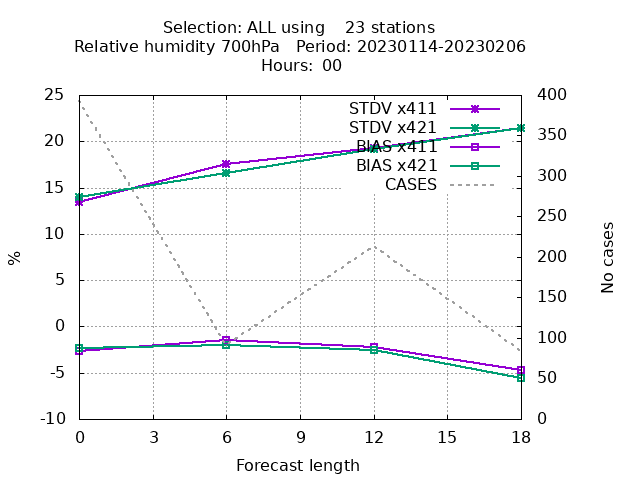 Selection: ALL using    23 stations
Relative humidity 700hPa   Period: 20230114-20230206
Hours: 00
25
20
15
10
5
0
-5
-10
%
STDV x411
STDV x421
BIAS x411
BIAS x421
CASES
400
350
300
250
200
150
100
50
0
No cases
0 3 6 9 12 15 18
Forecast length